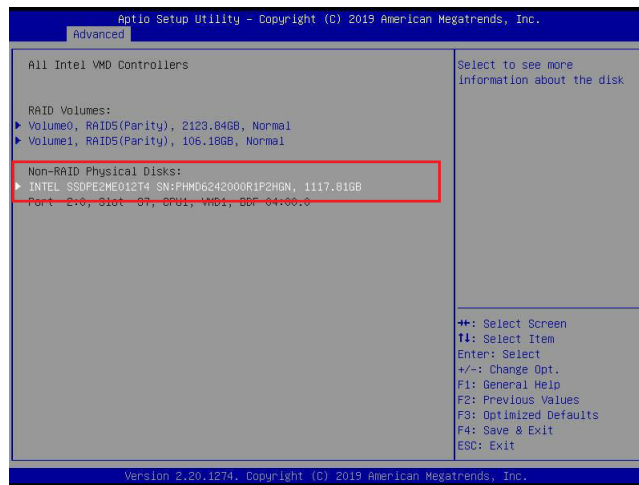 Aptio Setup Utility – Copyright (C) 2019 American Megatrends, Inc.
Advanced
All Intel VMD Controllers
RAID Volumes:
Volume0, RAID5(Parity), 2123.84GB, Normal
Volume1, RAID5(Parity), 106.18GB, Normal
Non-RAID Physical Disks:
INTEL SSDPE2ME012T4 SN:PHMD6242000R1P2HGN, 1117.81GB
Port 2:0, Slot 37, CPU1, VMD1, BDF 04:00.0
Select to see more
information about the disk
→←: Select Screen
↑↓: Select Item
Enter: Select
+/-: Change Opt.
F1: General Help
F2: Previous Values
F3: Optimized Defaults
F4: Save & Exit
ESC: Exit
Version 2.20.1274. Copyright (C) 2019 American Megatrends, Inc.